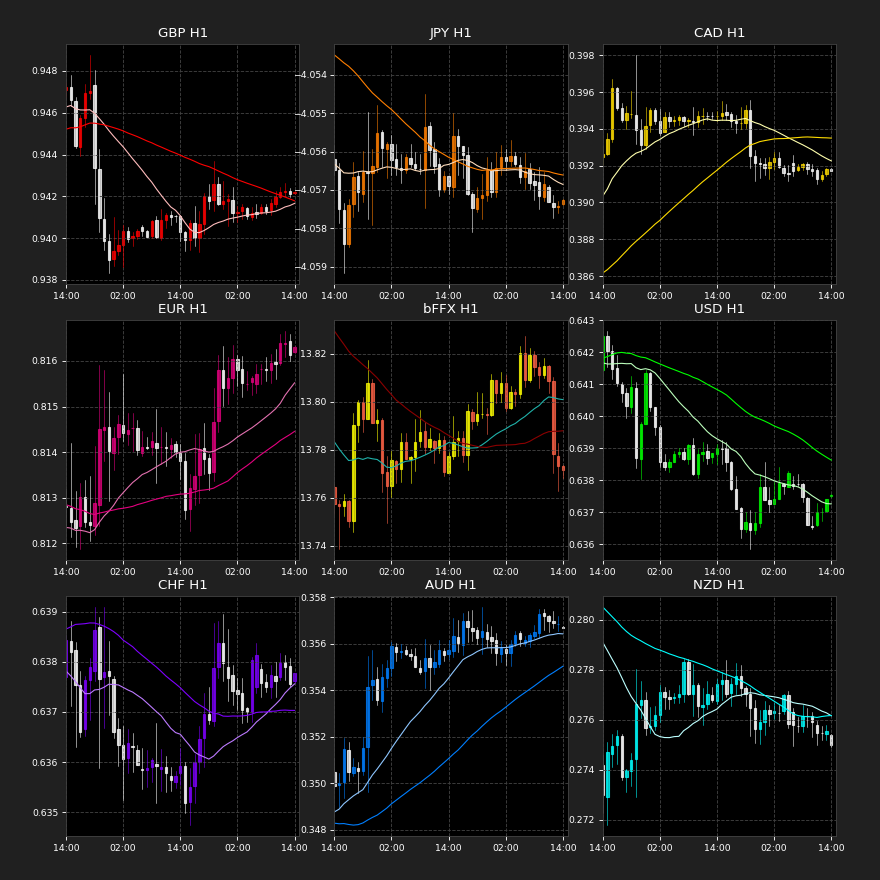 GBP H1
0.948
0.946
0.944
0.942
0.940
0.938
14:00 02:00 14:00 02:00 14:00
JPY H1
−4.054
−4.055
−4.056
−4.057
−4.058
−4.059
14:00 02:00 14:00 02:00 14:00
CAD H1
0.398
0.396
0.394
0.392
0.390
0.388
0.386
14:00 02:00 14:00 02:00 14:00
EUR H1
0.816
0.815
0.814
0.813
0.812
14:00 02:00 14:00 02:00 14:00
bFFX H1
13.82
13.80
13.78
13.76
13.74
14:00 02:00 14:00 02:00 14:00
USD H1
0.643
0.642
0.641
0.640
0.639
0.638
0.637
0.636
14:00 02:00 14:00 02:00 14:00
CHF H1
0.639
0.638
0.637
0.636
0.635
14:00 02:00 14:00 02:00 14:00
AUD H1
0.358
0.356
0.354
0.352
0.350
0.348
14:00 02:00 14:00 02:00 14:00
NZD H1
0.280
0.278
0.276
0.274
0.272
14:00 02:00 14:00 02:00 14:00